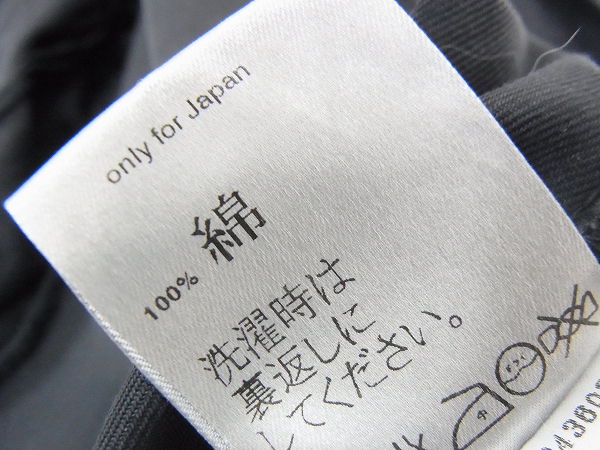 only for Japan
100% 綿
洗濯時は
裏返しに
してください。